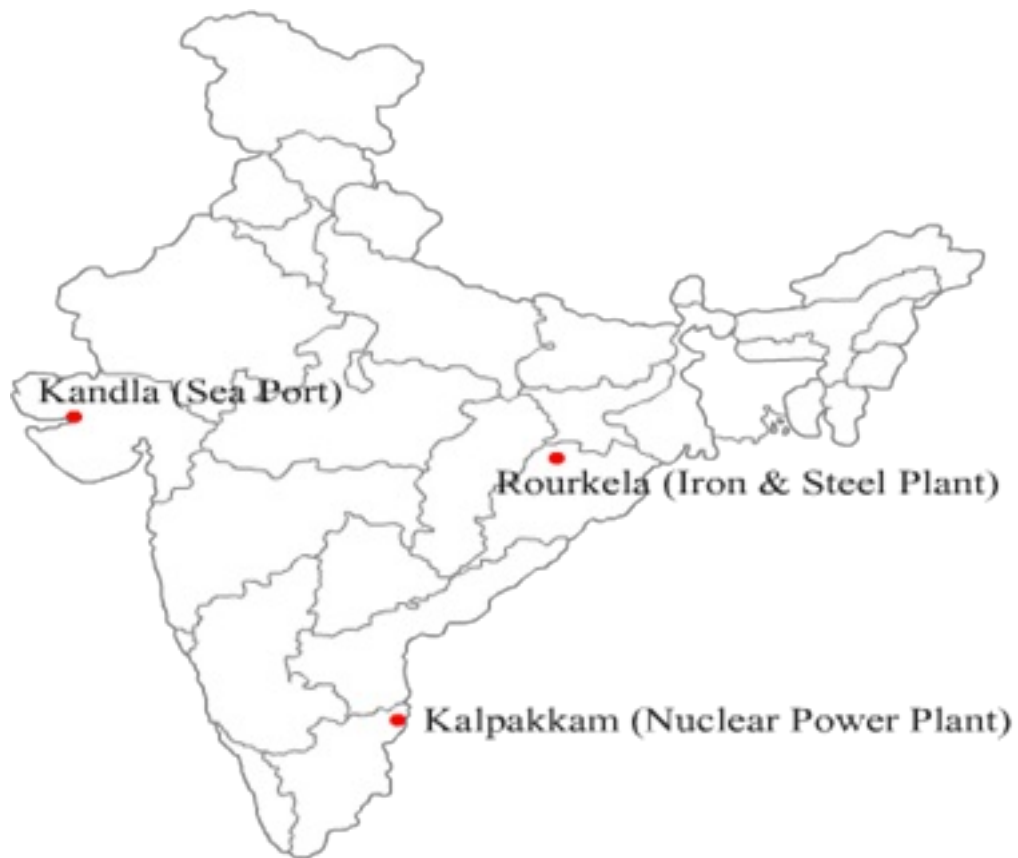 Kandla (Sea Port)
Rourkela (Iron & Steel Plant)
Kalpakkam (Nuclear Power Plant)